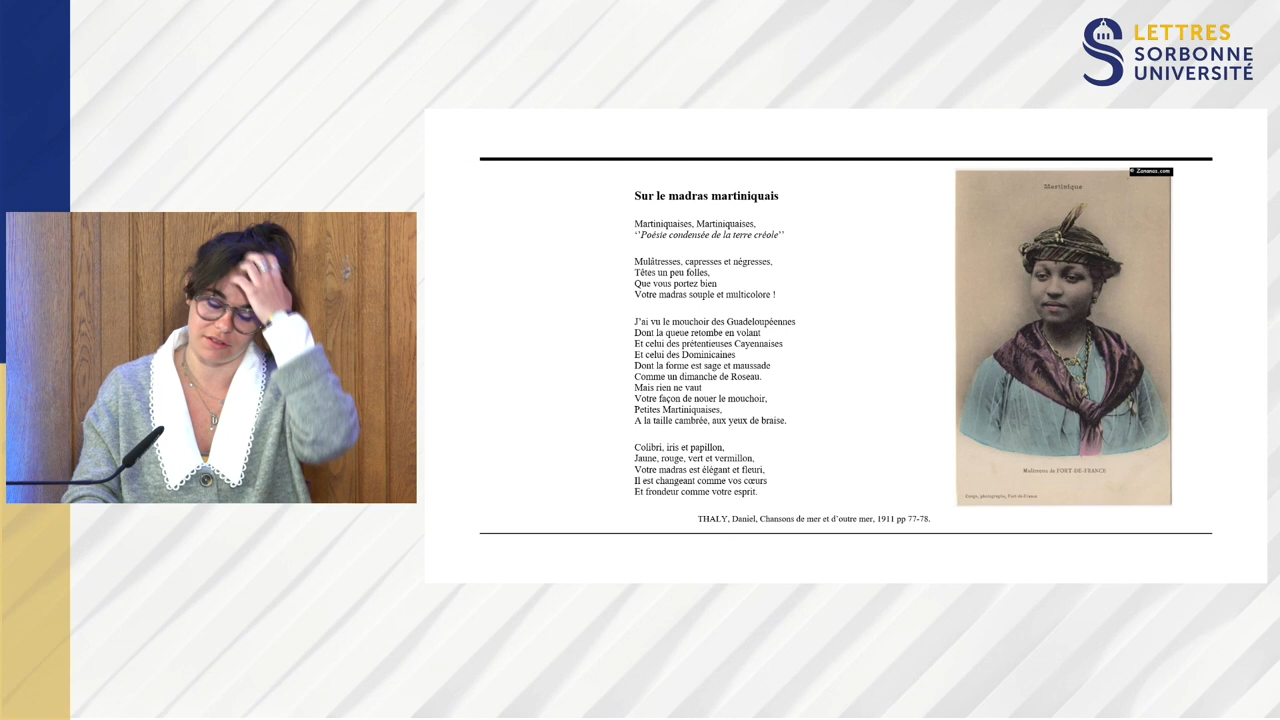 LETTRES
SORBONNE
UNIVERSITÉ
Sur le madras martiniquais
Martiniquaises, Martiniquaises,
‘’Poésie condensée de la terre créole’’
Mulâtresses, capresses et négresses,
Têtes un peu folles,
Que vous portez bien
Votre madras souple et multicolore !
J’ai vu le mouchoir des Guadeloupéennes
Dont la queue retombe en volant
Et celui des prétentieuses Cayennaises
Et celui des Dominicaines
Dont la forme est sage et maussade
Comme un dimanche de Roseau.
Mais rien ne vaut
Votre façon de nouer le mouchoir,
Petites Martiniquaises,
A la taille cambrée, aux yeux de braise.
Colibri, iris et papillon,
Jaune, rouge, vert et vermillon,
Votre madras est élégant et fleuri,
Il est changeant comme vos cœurs
Et frondeur comme votre esprit.
THALY, Daniel, Chansons de mer et d’outre mer, 1911 pp 77-78.
© Zananas.com
Martinique
de FORT-DE-FRANCE
photographe, Fort-de-France